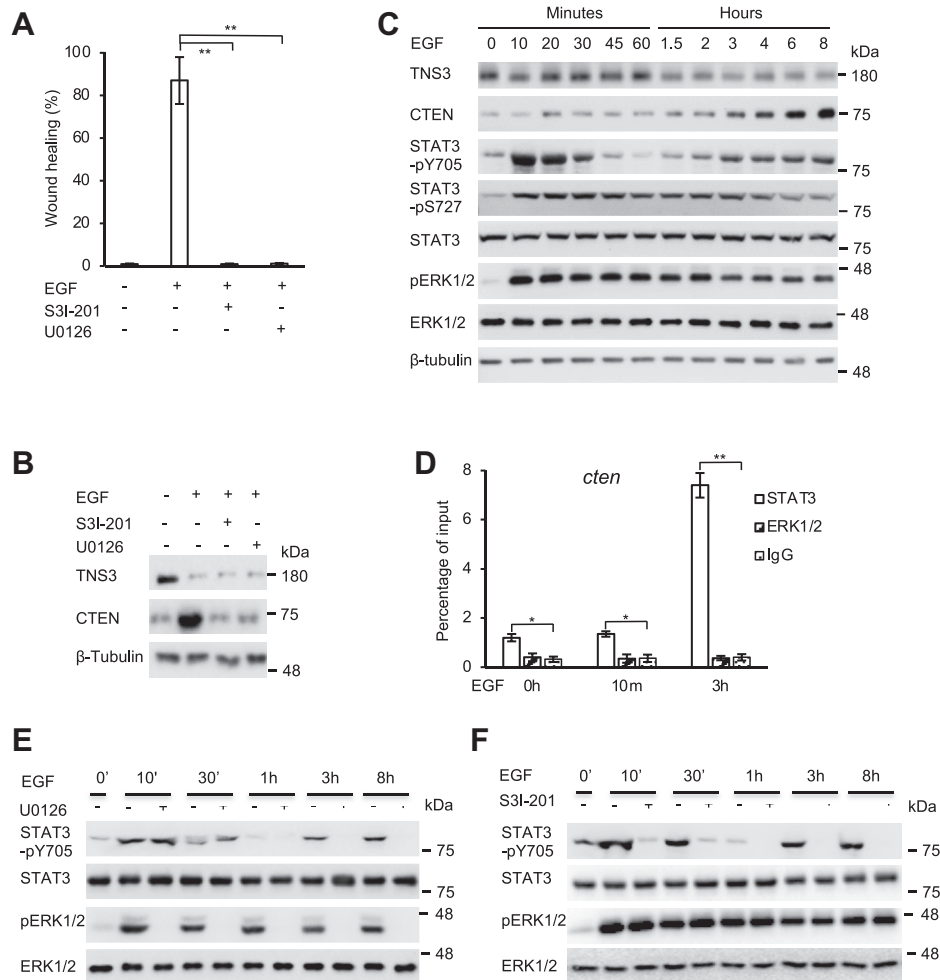 A
**
**
100
80
60
40
20
0
Wound healing (%)
EGF - + + +
S3I-201 - - + -
U0126 - - - +
C
Minutes Hours
EGF 0 10 20 30 45 60 1.5 2 3 4 6 8 kDa
TNS3 180
CTEN 75
STAT3
-pY705 75
STAT3
-pS727 75
STAT3 75
pERK1/2 48
ERK1/2 48
β-tubulin 48
B
EGF - + + +
S3I-201 - - + -
U0126 - - - + kDa
TNS3 180
CTEN 75
β-Tubulin 48
D
cten
**
8
6
4
2
0
Percentage of input
* *
STAT3
ERK1/2
IgG
EGF 0h 10m 3h
E
EGF 0' 10' 30' 1h 3h 8h
U0126 - - + - + - + - - kDa
STAT3
-pY705 75
STAT3 75
pERK1/2 48
ERK1/2 48
F
EGF 0' 10' 30' 1h 3h 8h
S3I-201 - - + - + - + - - kDa
STAT3
-pY705 75
STAT3 75
pERK1/2 48
ERK1/2 48